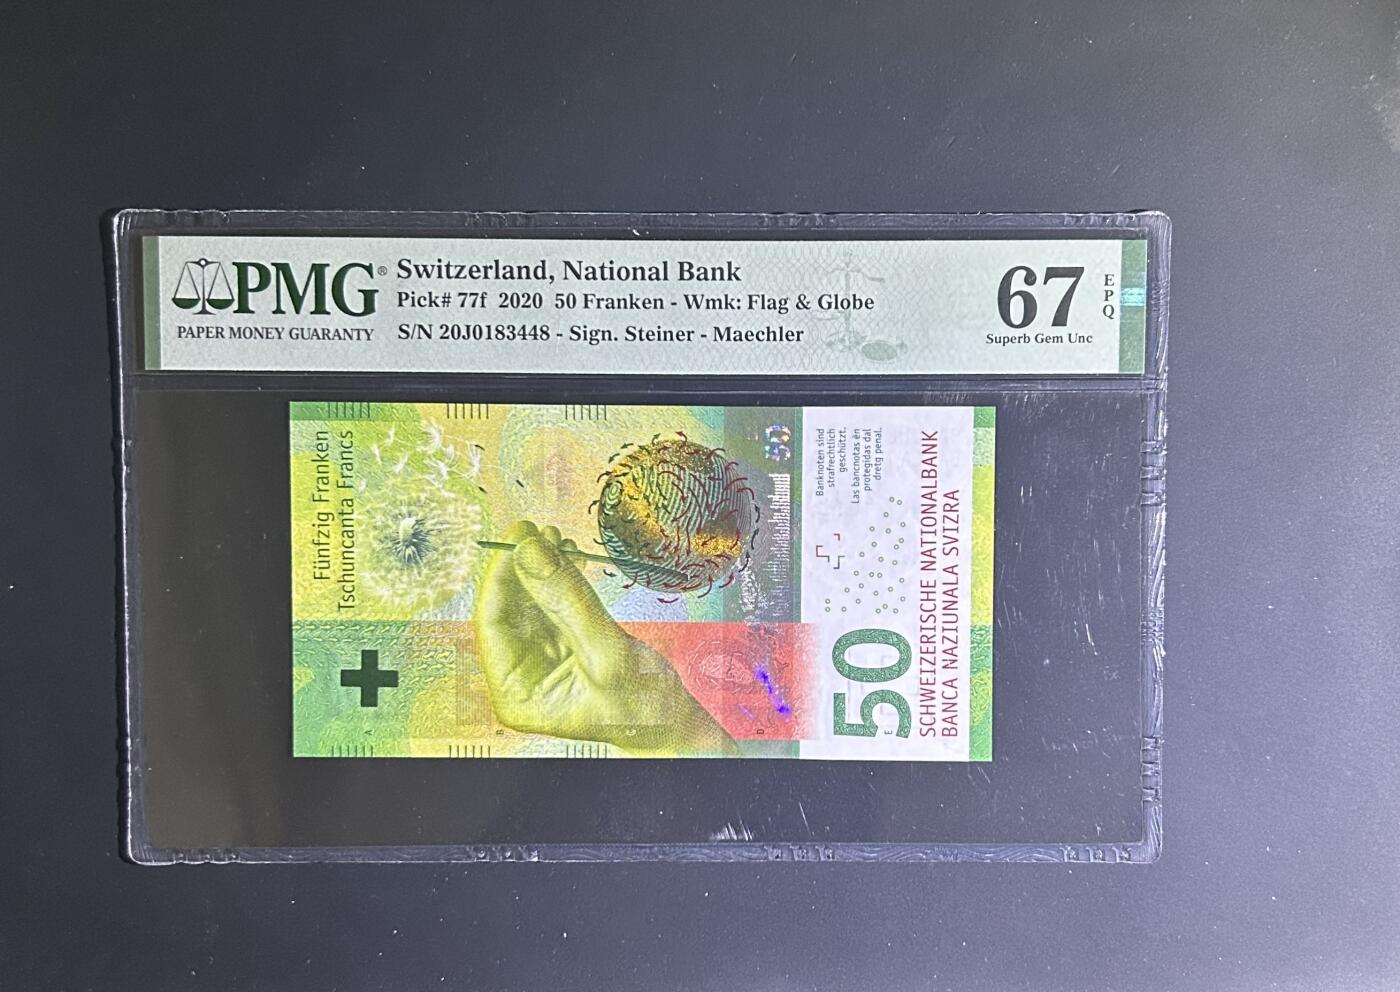 PMG®
PAPER MONEY GUARANTY
Switzerland, National Bank
Pick# 77f 2020 50 Franken - Wmk: Flag & Globe
S/N 20J0183448 - Sign. Steiner - Maechler
67
EPQ
Superb Gem Unc
Fünfzig Franken
Tschuncanta Francs
50
Banknoten sind
strafrechtlich
geschützt.
Las bancnotas èn
protegidas dal
dretg penal.
50
SCHWEIZERISCHE NATIONALBANK
BANCA NAZIUNALA SVIZRA
A
B
C
D
E